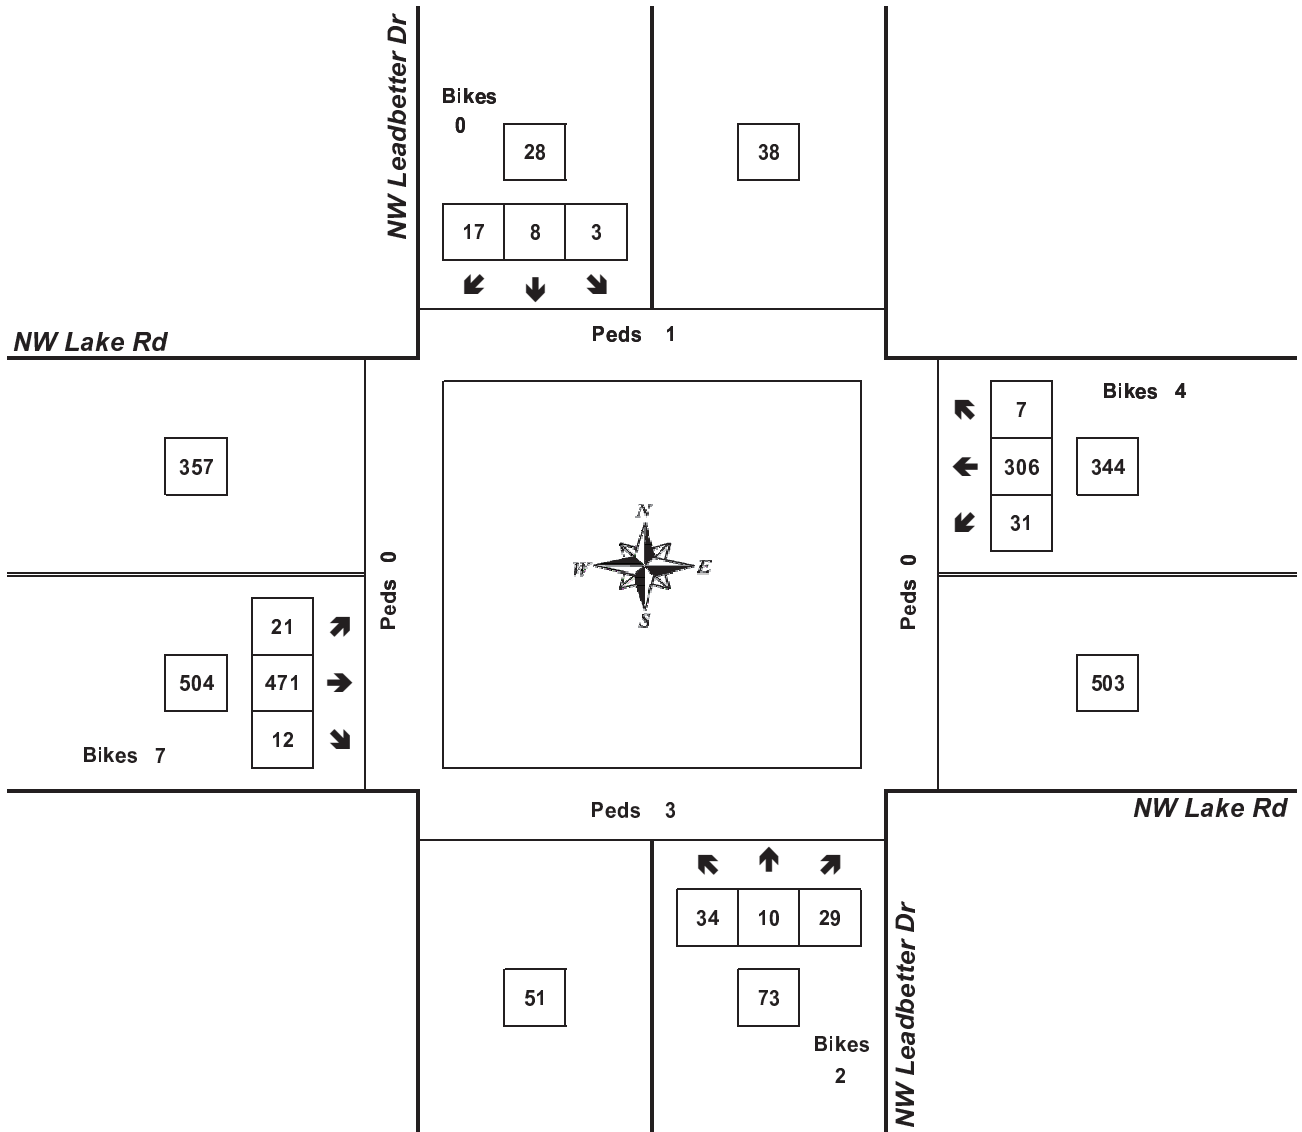 NW Leadbetter Dr
Bikes
0
28
38
17 8 3
Peds 1
NW Lake Rd
Bikes 4
7
357
306
344
31
N
W E
S
Peds 0
Peds 0
21
504
471
503
12
Bikes 7
NW Lake Rd
Peds 3
34 10 29
NW Leadbetter Dr
51
73
Bikes
2